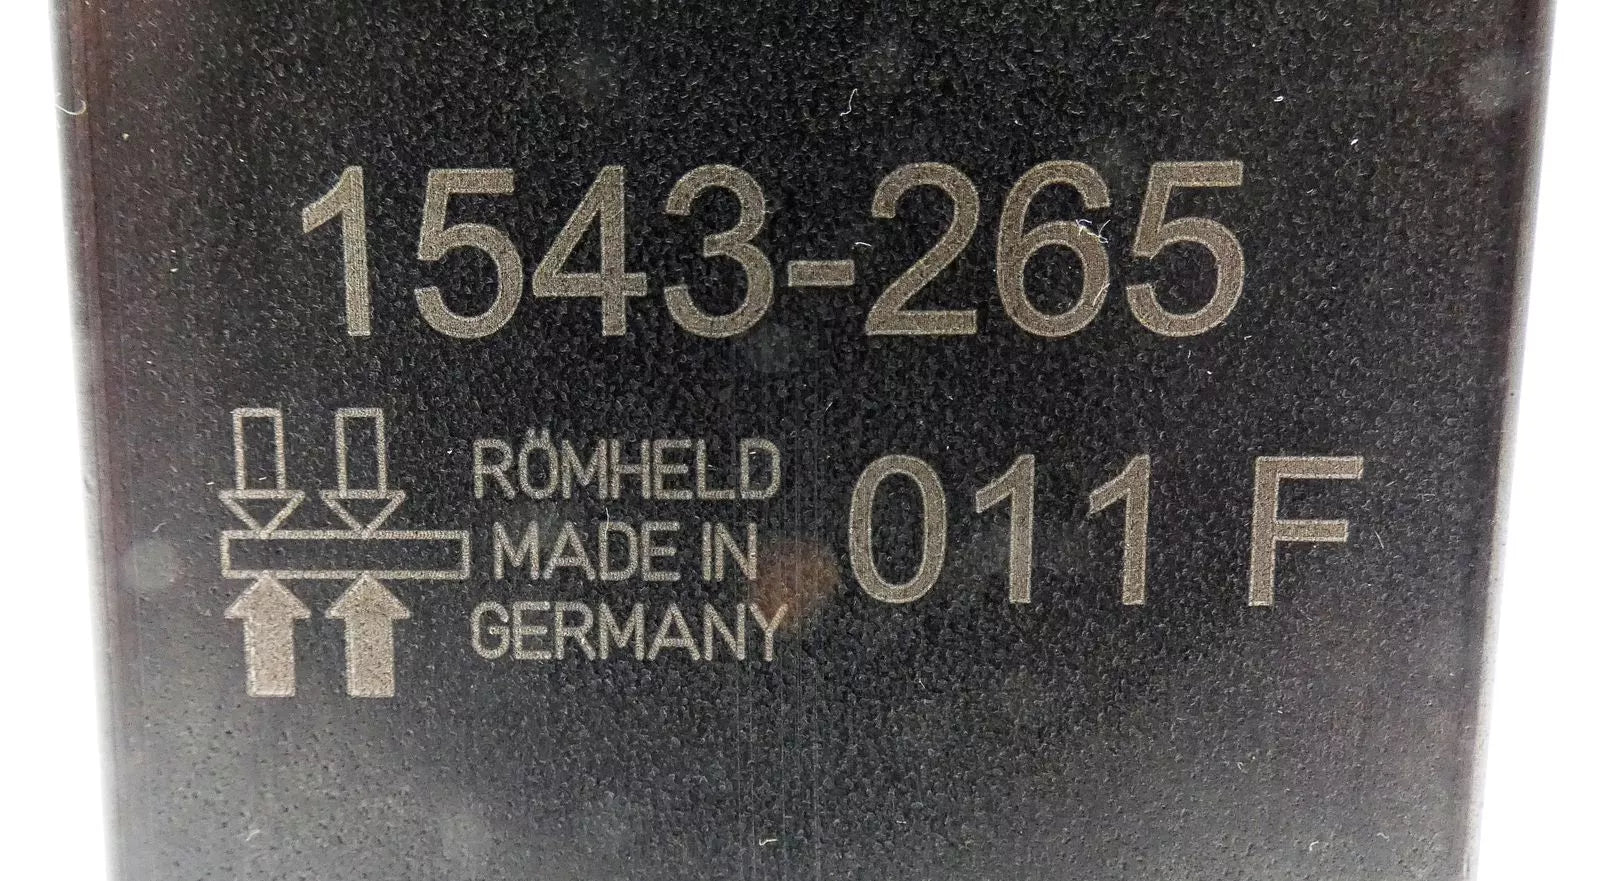 1543-265
RÖMHELD
MADE IN
GERMANY
011 F